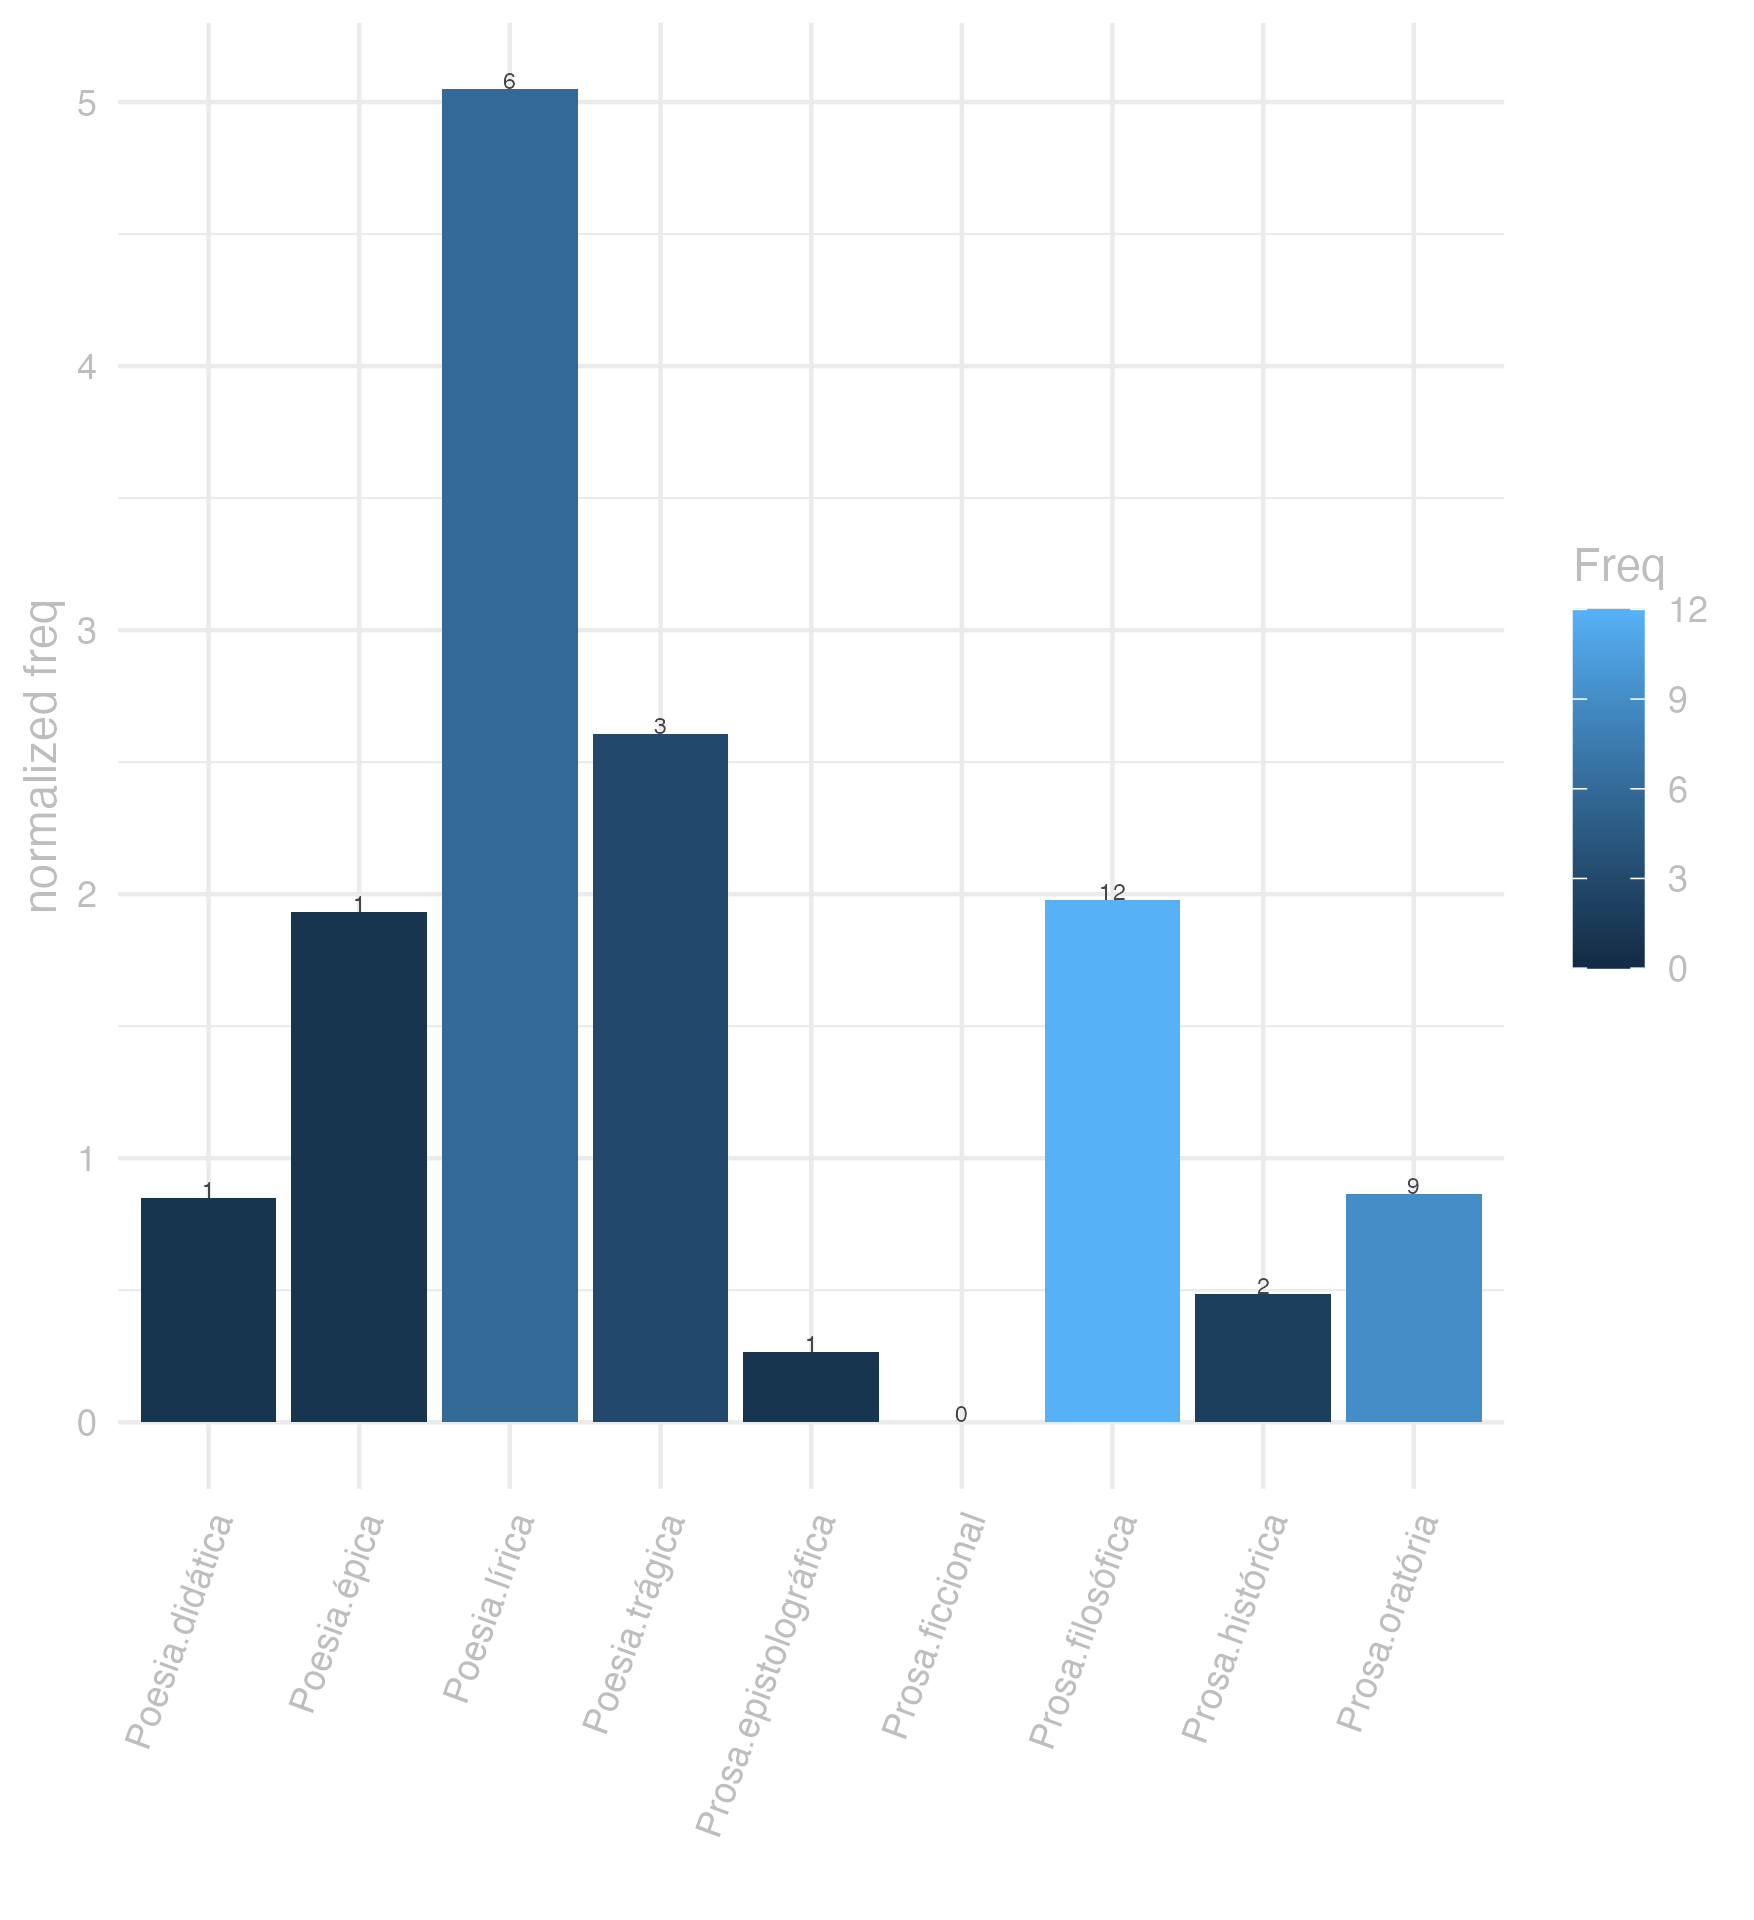 normalized freq
5
4
3
2
1
0
6
3
1
12
1
9
2
1
0
Poesia.didática
Poesia.épica
Poesia.lírica
Poesia.trágica
Prosa.epistolográfica
Prosa.ficcional
Prosa.filosófica
Prosa.histórica
Prosa.oratória
Freq
12
9
6
3
0